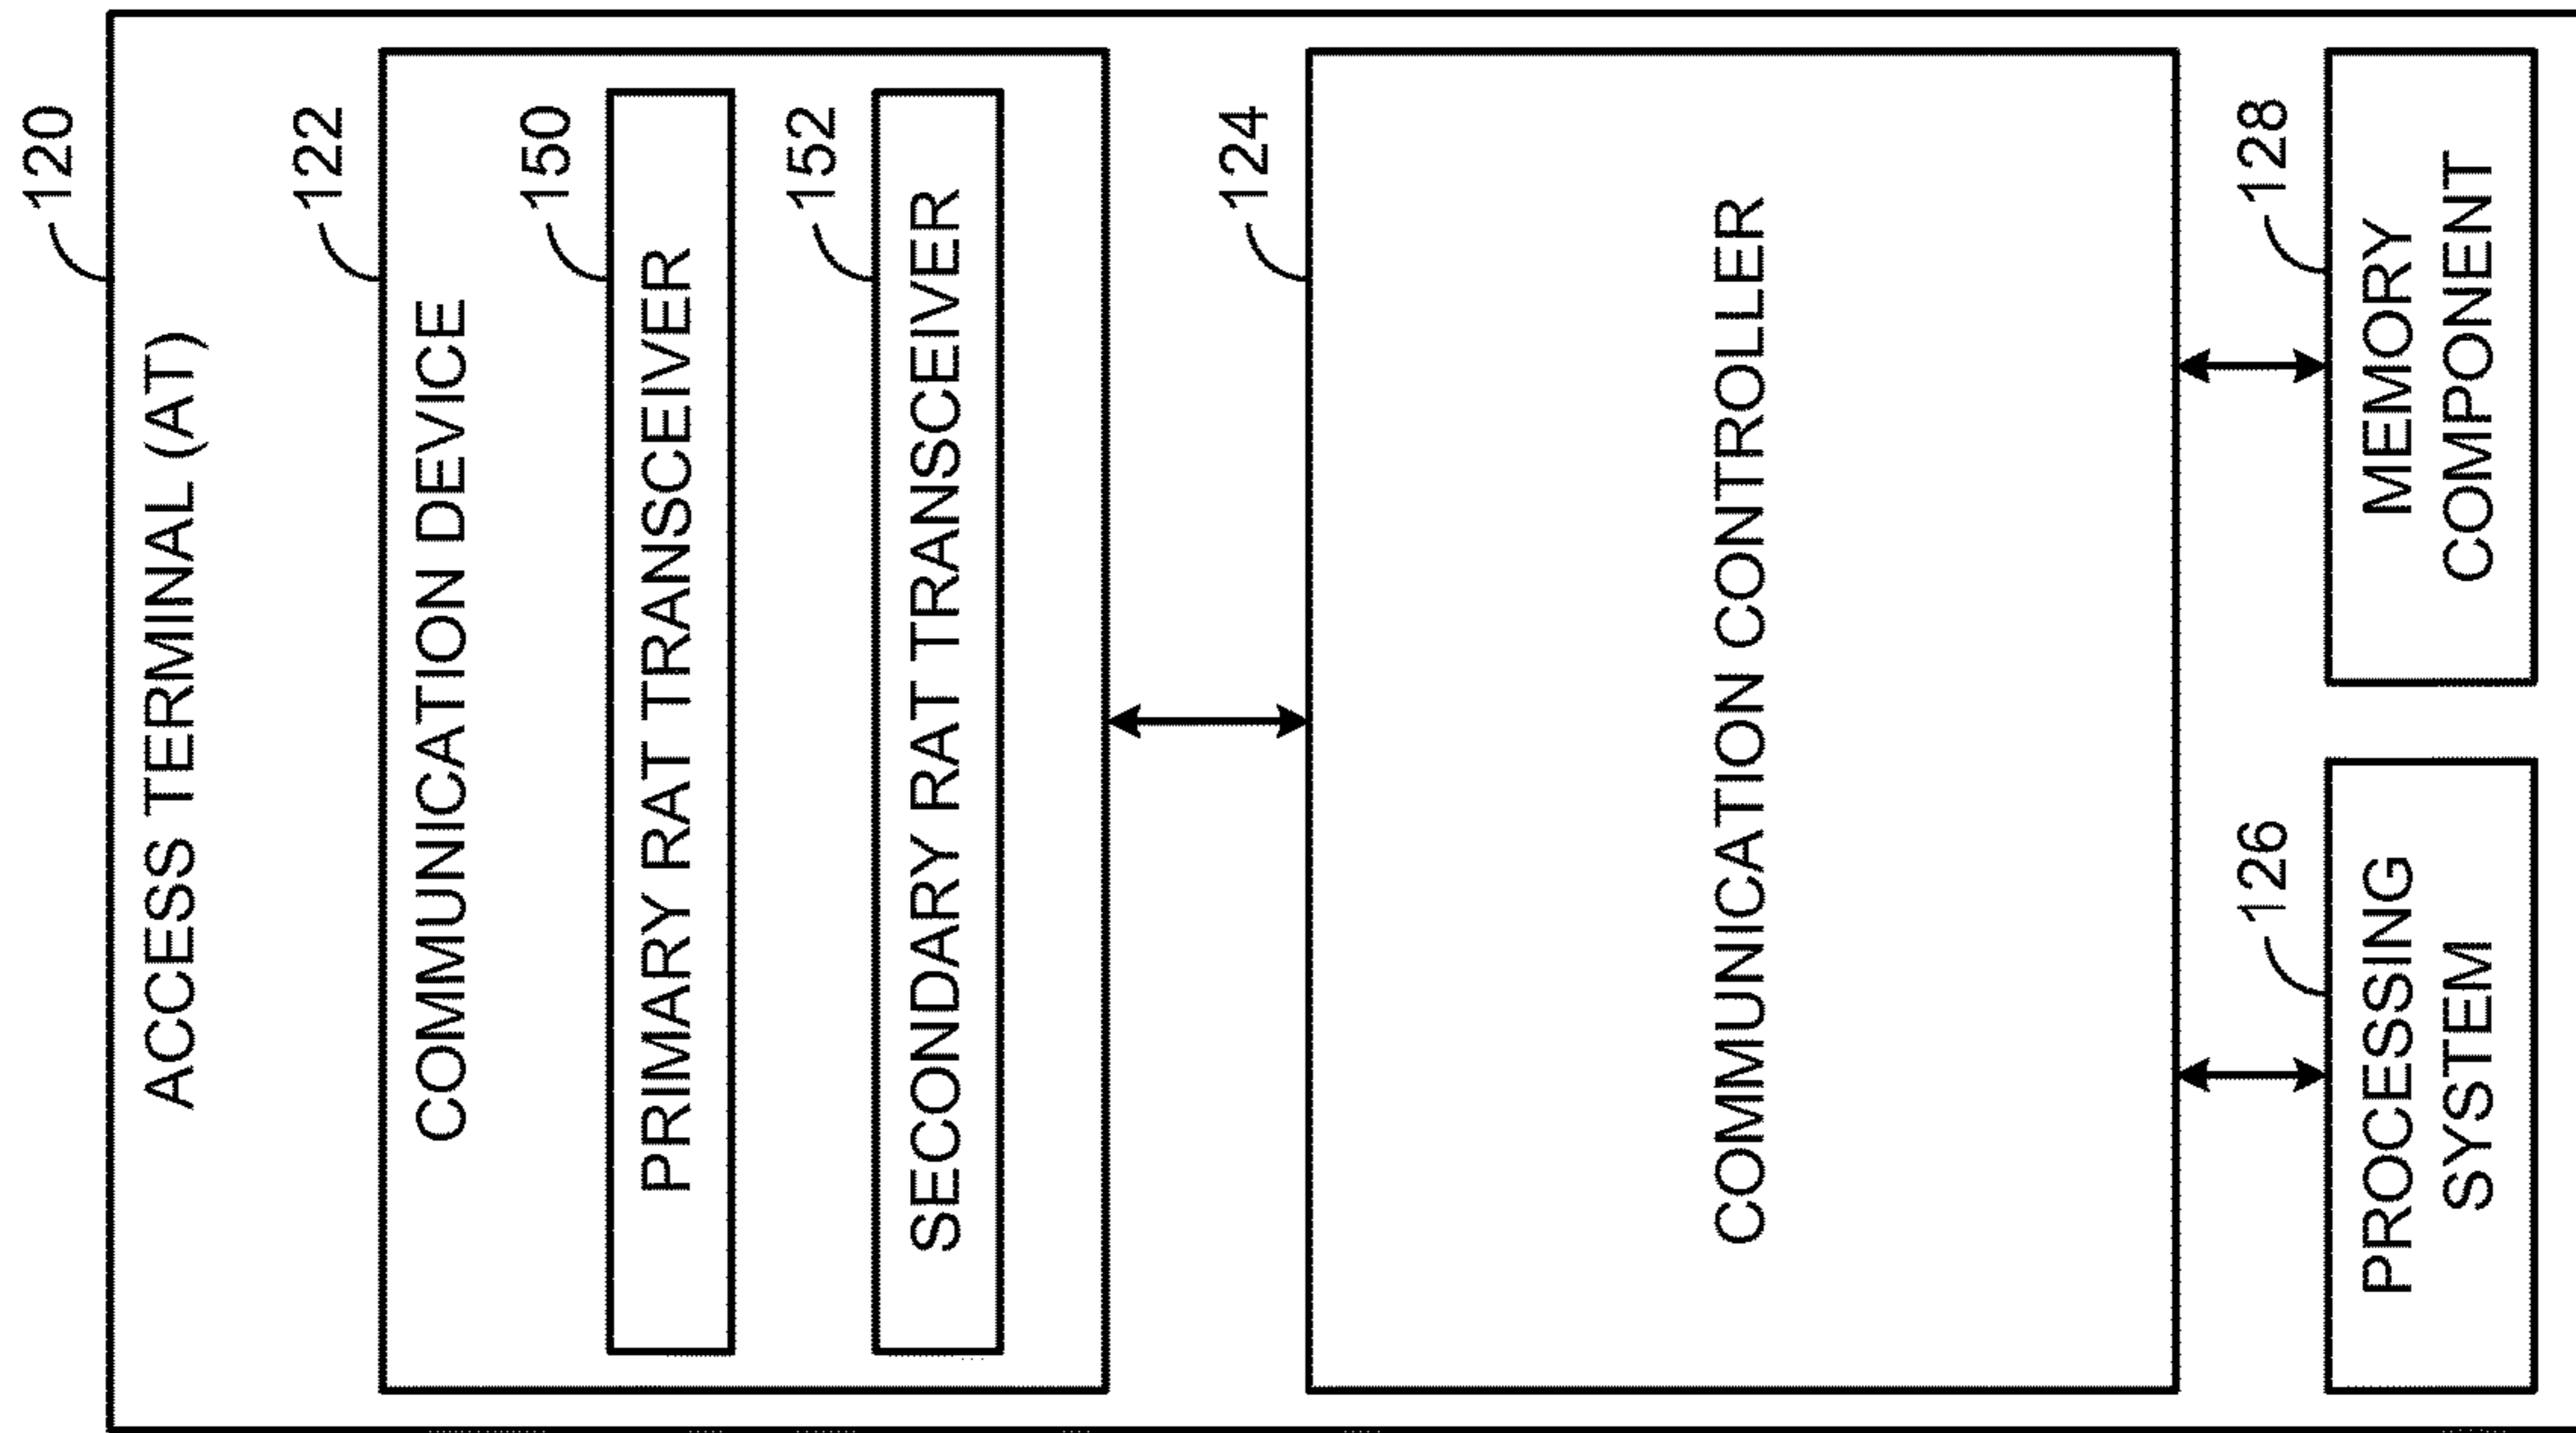 120
ACCESS TERMINAL (AT)
122
COMMUNICATION DEVICE
150
PRIMARY RAT TRANSCEIVER
152
SECONDARY RAT TRANSCEIVER
124
COMMUNICATION CONTROLLER
126
PROCESSING
SYSTEM
128
MEMORY
COMPONENT